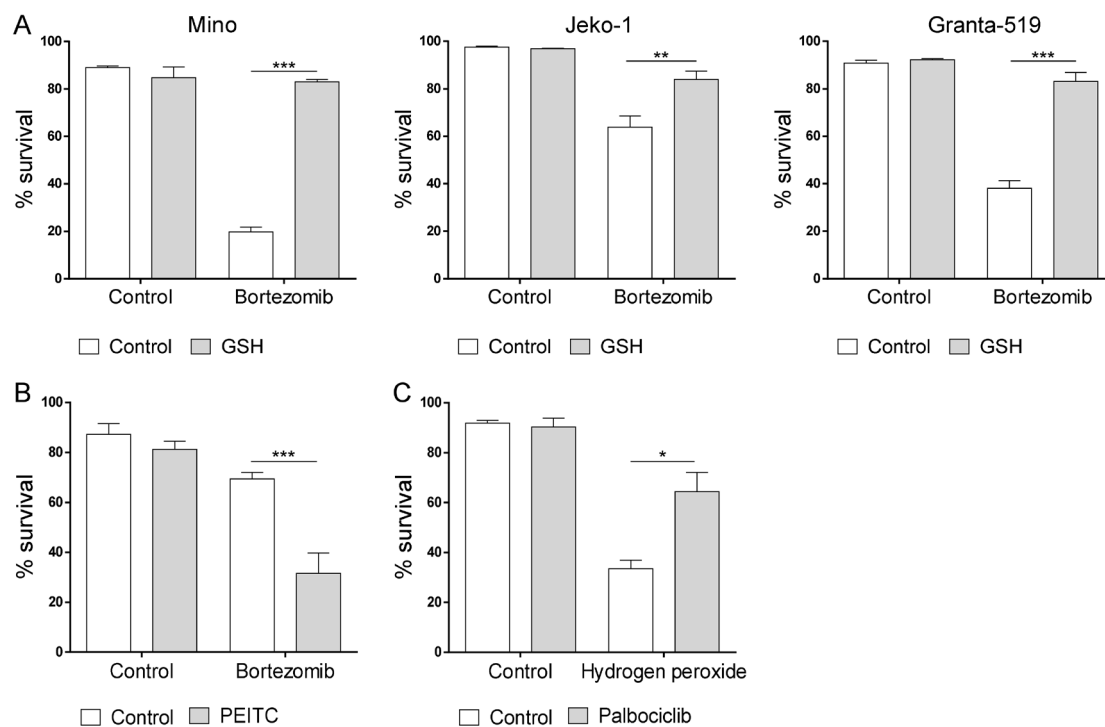 A
Mino
Jeko-1
Granta-519
% survival
100
80
60
40
20
0
***
Control
Bortezomib
Control
GSH
% survival
100
80
60
40
20
0
**
Control
Bortezomib
Control
GSH
% survival
100
80
60
40
20
0
***
Control
Bortezomib
Control
GSH
B
% survival
100
80
60
40
20
0
***
Control
Bortezomib
Control
PEITC
C
% survival
100
80
60
40
20
0
*
Control
Hydrogen peroxide
Control
Palbociclib